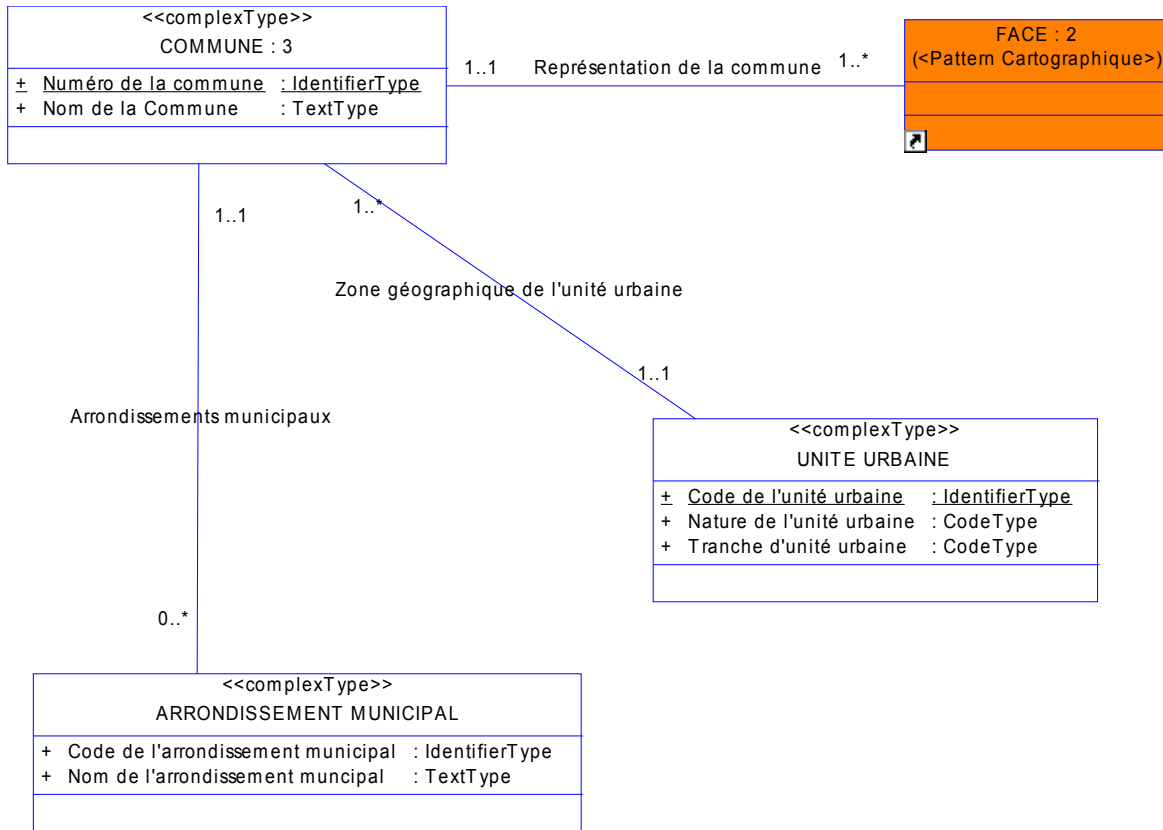 <<complexType>>
COMMUNE : 3
+ Numéro de la commune : IdentifierType
+ Nom de la Commune : TextType
1..1 Représentation de la commune 1..*
FACE : 2
(<Pattern Cartographique>)
1..1
1..*
Zone géographique de l'unité urbaine
1..1
Arrondissements municipaux
<<complexType>>
UNITE URBAINE
+ Code de l'unité urbaine : IdentifierType
+ Nature de l'unité urbaine : CodeType
+ Tranche d'unité urbaine : CodeType
0..*
<<complexType>>
ARRONDISSEMENT MUNICIPAL
+ Code de l'arrondissement municipal : IdentifierType
+ Nom de l'arrondissement muncipal : TextType